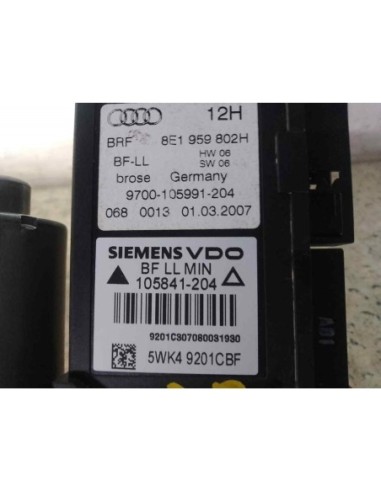 12H
BRF 8E1 959 802H
BF-LL HW 06
SW 06
brose Germany
9700-105991-204
068 0013 01.03.2007
SIEMENS VDO
BF LL MIN
105841-204
9201CS07080031930
5WK4 9201CBF